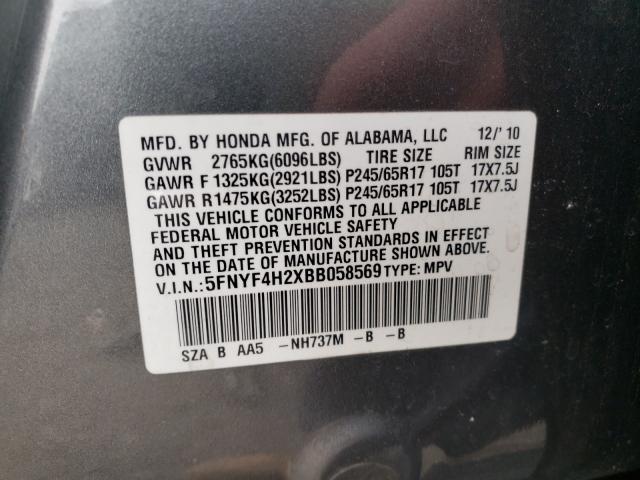 MFD. BY HONDA MFG. OF ALABAMA, LLC 12/'10
GVWR 2765KG(6096LBS) TIRE SIZE RIM SIZE
GAWR F 1325KG(2921LBS) P245/65R17 105T 17X7.5J
GAWR R1475KG(3252LBS) P245/65R17 105T 17X7.5J
THIS VEHICLE CONFORMS TO ALL APPLICABLE
FEDERAL MOTOR VEHICLE SAFETY
AND THEFT PREVENTION STANDARDS IN EFFECT
ON THE DATE OF MANUFACTURE SHOWN ABOVE.
V.I.N.:5FNYF4H2XBB058569 TYPE: MPV
SZA B AA5 -NH737M -B -B